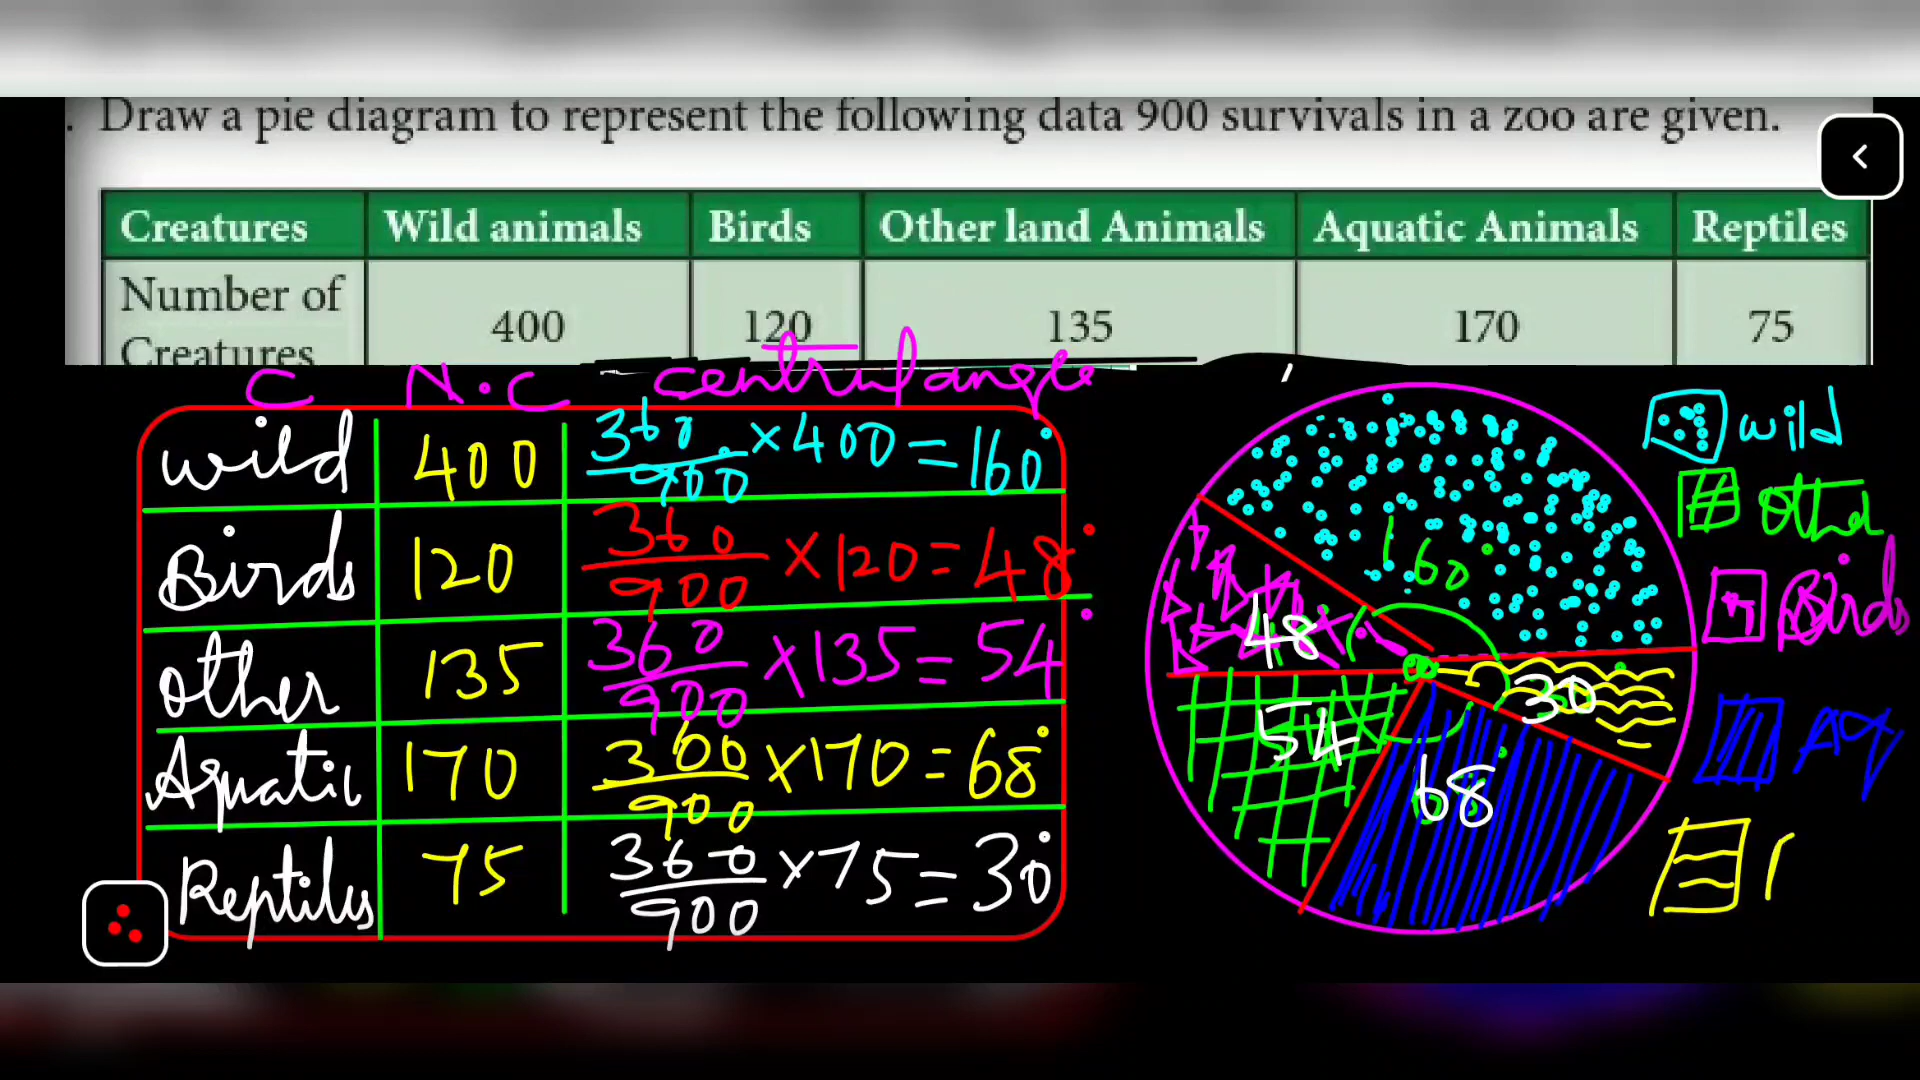 . Draw a pie diagram to represent the following data 900 survivals in a zoo are given.
Creatures Wild animals Birds Other land Animals Aquatic Animals Reptiles
Number of Creatures 400 120 135 170 75
C N.C central angle
wild 400 360/900 × 400 = 160°
Birds 120 360/900 × 120 = 48°
other 135 360/900 × 135 = 54°
Aquatic 170 360/900 × 170 = 68°
Reptiles 75 360/900 × 75 = 30°
160
48
30
54
68
wild
other
Birds
Aq